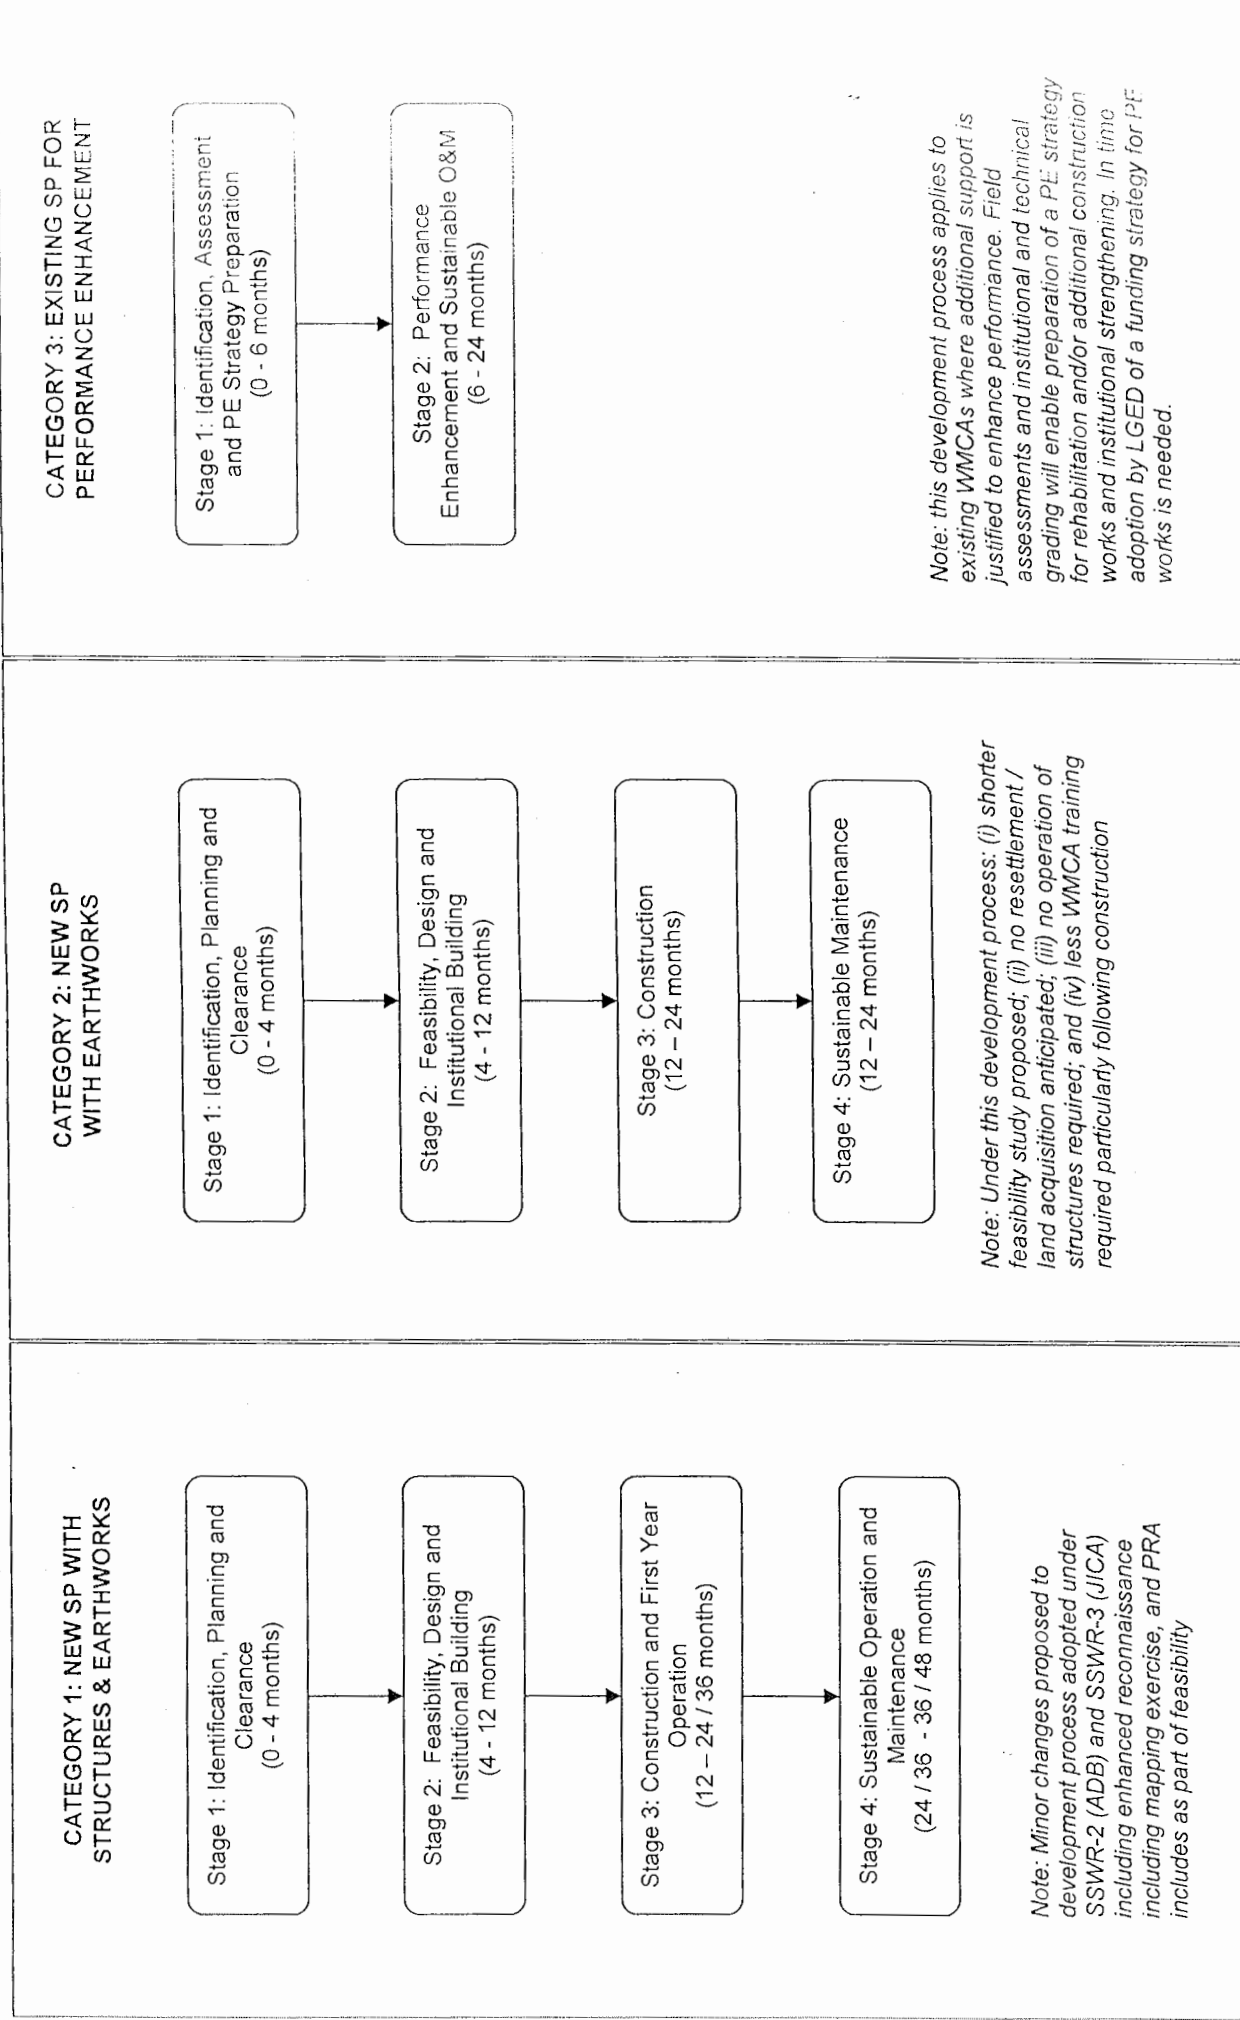 CATEGORY 1: NEW SP WITH
STRUCTURES & EARTHWORKS
Stage 1: Identification, Planning and
Clearance
(0 - 4 months)
Stage 2: Feasibility, Design and
Institutional Building
(4 - 12 months)
Stage 3: Construction and First Year
Operation
(12 – 24 / 36 months)
Stage 4: Sustainable Operation and
Maintenance
(24 / 36 - 36 / 48 months)
Note: Minor changes proposed to
development process adopted under
SSWR-2 (ADB) and SSWR-3 (JICA)
including enhanced reconnaissance
including mapping exercise, and PRA
includes as part of feasibility
CATEGORY 2: NEW SP
WITH EARTHWORKS
Stage 1: Identification, Planning and
Clearance
(0 - 4 months)
Stage 2: Feasibility, Design and
Institutional Building
(4 - 12 months)
Stage 3: Construction
(12 – 24 months)
Stage 4: Sustainable Maintenance
(12 – 24 months)
Note: Under this development process: (i) shorter
feasibility study proposed; (ii) no resettlement /
land acquisition anticipated; (iii) no operation of
structures required; and (iv) less WMCA training
required particularly following construction
CATEGORY 3: EXISTING SP FOR
PERFORMANCE ENHANCEMENT
Stage 1: Identification, Assessment
and PE Strategy Preparation
(0 - 6 months)
Stage 2: Performance
Enhancement and Sustainable O&M
(6 - 24 months)
Note: this development process applies to
existing WMCAs where additional support is
justified to enhance performance. Field
assessments and institutional and technical
grading will enable preparation of a PE strategy
for rehabilitation and/or additional construction
works and institutional strengthening. In time
adoption by LGED of a funding strategy for PE
works is needed.